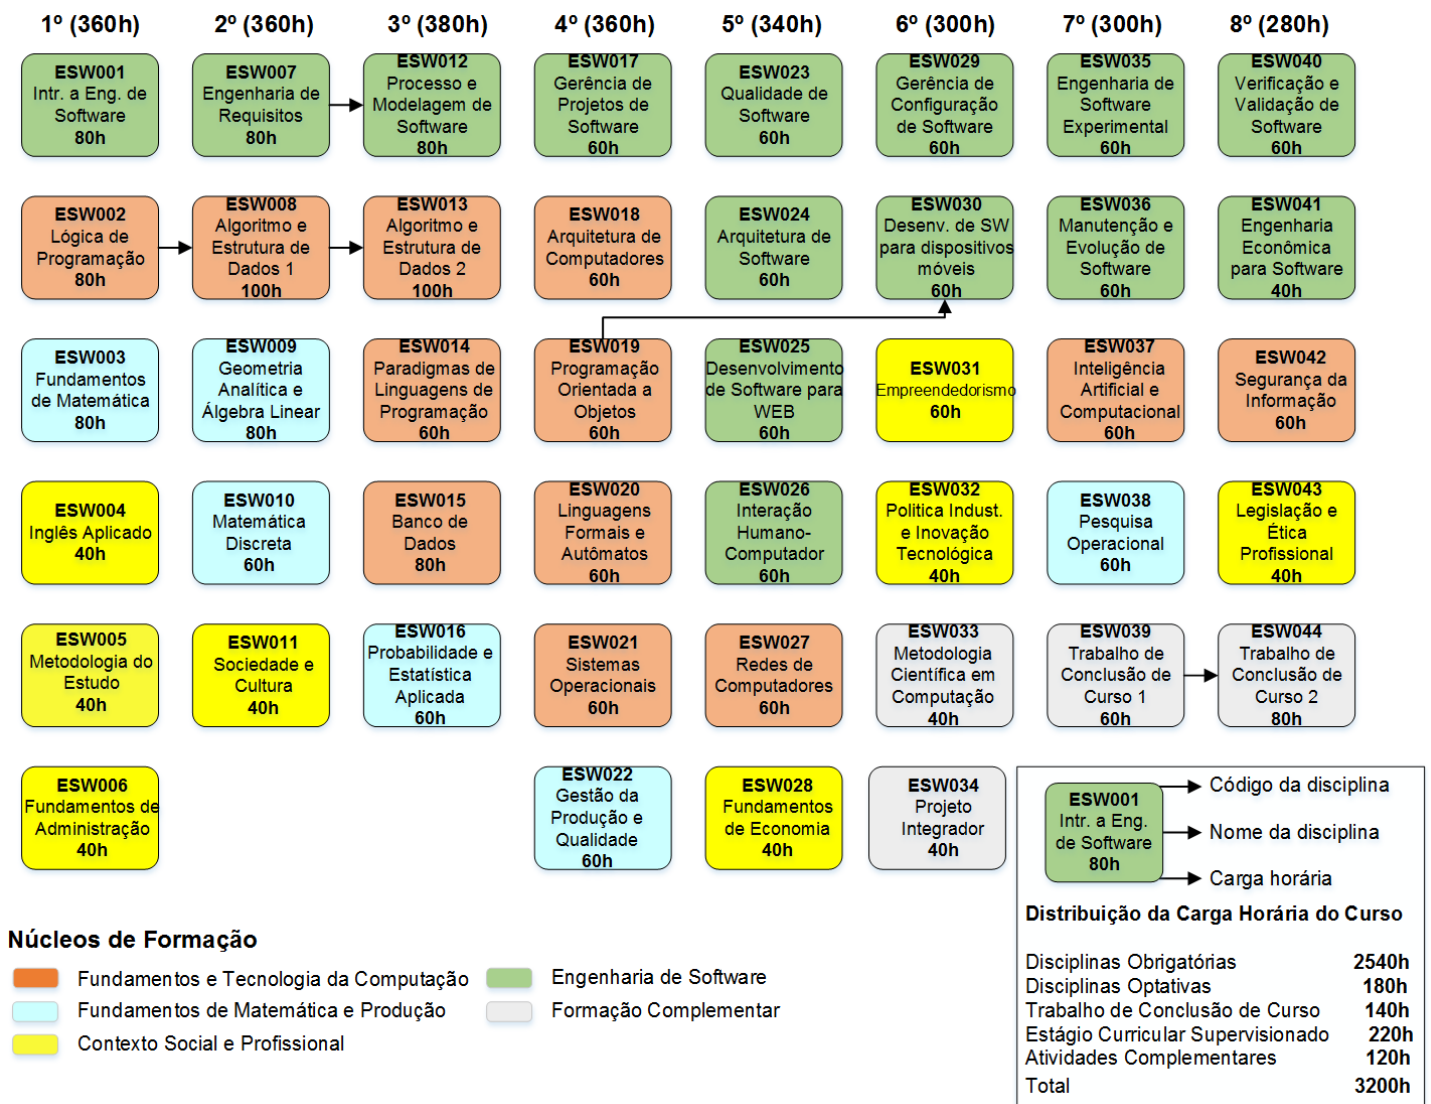 1º (360h)
2º (360h)
3º (380h)
4º (360h)
5º (340h)
6º (300h)
7º (300h)
8º (280h)
ESW001
Intr. a Eng. de
Software
80h
ESW007
Engenharia de
Requisitos
80h
ESW012
Processo e
Modelagem de
Software
80h
ESW017
Gerência de
Projetos de
Software
60h
ESW023
Qualidade de
Software
60h
ESW029
Gerência de
Configuração
de Software
60h
ESW035
Engenharia de
Software
Experimental
60h
ESW040
Verificação e
Validação de
Software
60h
ESW002
Lógica de
Programação
80h
ESW008
Algoritmo e
Estrutura de
Dados 1
100h
ESW013
Algoritmo e
Estrutura de
Dados 2
100h
ESW018
Arquitetura de
Computadores
60h
ESW024
Arquitetura de
Software
60h
ESW030
Desenv. de SW
para dispositivos
móveis
60h
ESW036
Manutenção e
Evolução de
Software
60h
ESW041
Engenharia
Econômica
para Software
40h
ESW003
Fundamentos
de Matemática
80h
ESW009
Geometria
Analítica e
Álgebra Linear
80h
ESW014
Paradigmas de
Linguagens de
Programação
60h
ESW019
Programação
Orientada a
Objetos
60h
ESW025
Desenvolvimento
de Software para
WEB
60h
ESW031
Empreendedorismo
60h
ESW037
Inteligência
Artificial e
Computacional
60h
ESW042
Segurança da
Informação
60h
ESW004
Inglês Aplicado
40h
ESW010
Matemática
Discreta
60h
ESW015
Banco de
Dados
80h
ESW020
Linguagens
Formais e
Autômatos
60h
ESW026
Interação
Humano-
Computador
60h
ESW032
Politica Indust.
e Inovação
Tecnológica
40h
ESW038
Pesquisa
Operacional
60h
ESW043
Legislação e
Ética
Profissional
40h
ESW005
Metodologia do
Estudo
40h
ESW011
Sociedade e
Cultura
40h
ESW016
Probabilidade e
Estatística
Aplicada
60h
ESW021
Sistemas
Operacionais
60h
ESW027
Redes de
Computadores
60h
ESW033
Metodologia
Científica em
Computação
40h
ESW039
Trabalho de
Conclusão de
Curso 1
60h
ESW044
Trabalho de
Conclusão de
Curso 2
80h
ESW006
Fundamentos de
Administração
40h
ESW022
Gestão da
Produção e
Qualidade
60h
ESW028
Fundamentos
de Economia
40h
ESW034
Projeto
Integrador
40h
ESW001
Intr. a Eng.
de Software
80h
Código da disciplina
Nome da disciplina
Carga horária
Distribuição da Carga Horária do Curso
Disciplinas Obrigatórias 2540h
Disciplinas Optativas 180h
Trabalho de Conclusão de Curso 140h
Estágio Curricular Supervisionado 220h
Atividades Complementares 120h
Total 3200h
Núcleos de Formação
Fundamentos e Tecnologia da Computação
Engenharia de Software
Fundamentos de Matemática e Produção
Formação Complementar
Contexto Social e Profissional